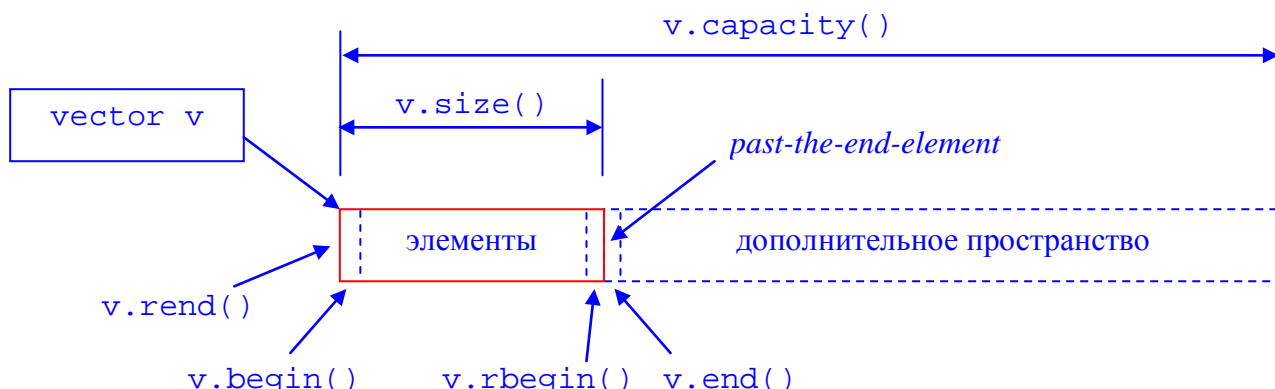 v.capacity()
v.size()
vector v
past-the-end-element
элементы
дополнительное пространство
v.rend()
v.begin()
v.rbegin()
v.end()